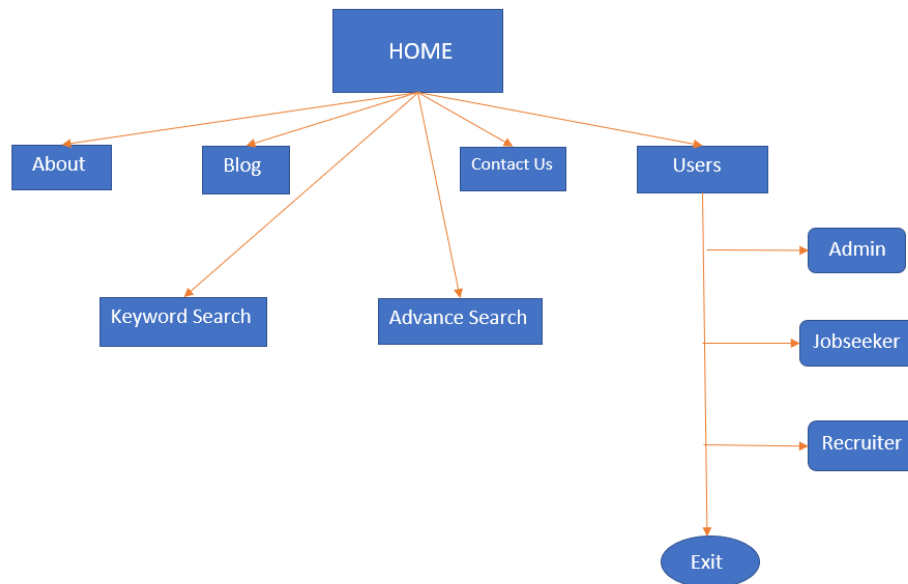 HOME
About
Blog
Contact Us
Users
Admin
Keyword Search
Advance Search
Jobseeker
Recruiter
Exit